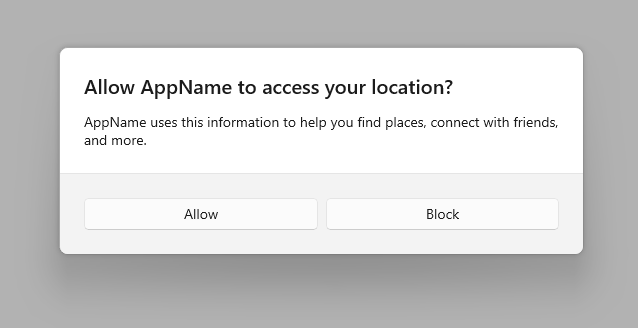 Allow AppName to access your location?
AppName uses this information to help you find places, connect with friends,
and more.
Allow
Block